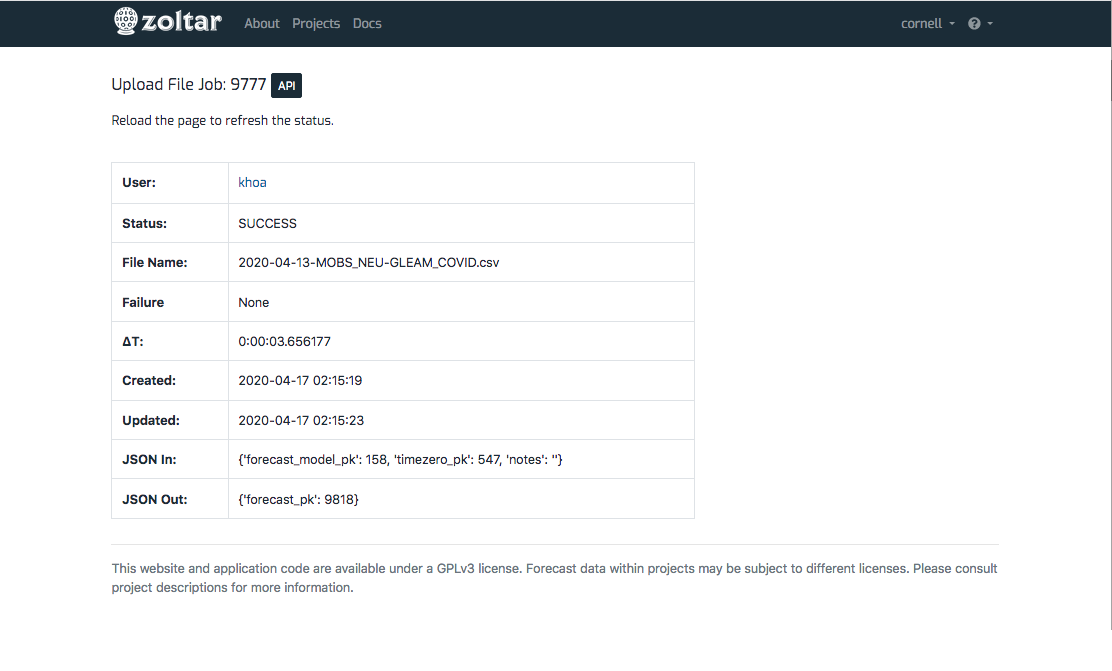 zoltar About Projects Docs cornell
Upload File Job: 9777 API
Reload the page to refresh the status.
User: khoa
Status: SUCCESS
File Name: 2020-04-13-MOBS_NEU-GLEAM_COVID.csv
Failure None
ΔT: 0:00:03.656177
Created: 2020-04-17 02:15:19
Updated: 2020-04-17 02:15:23
JSON In: {'forecast_model_pk': 158, 'timezero_pk': 547, 'notes': ''}
JSON Out: {'forecast_pk': 9818}
This website and application code are available under a GPLv3 license. Forecast data within projects may be subject to different licenses. Please consult
project descriptions for more information.